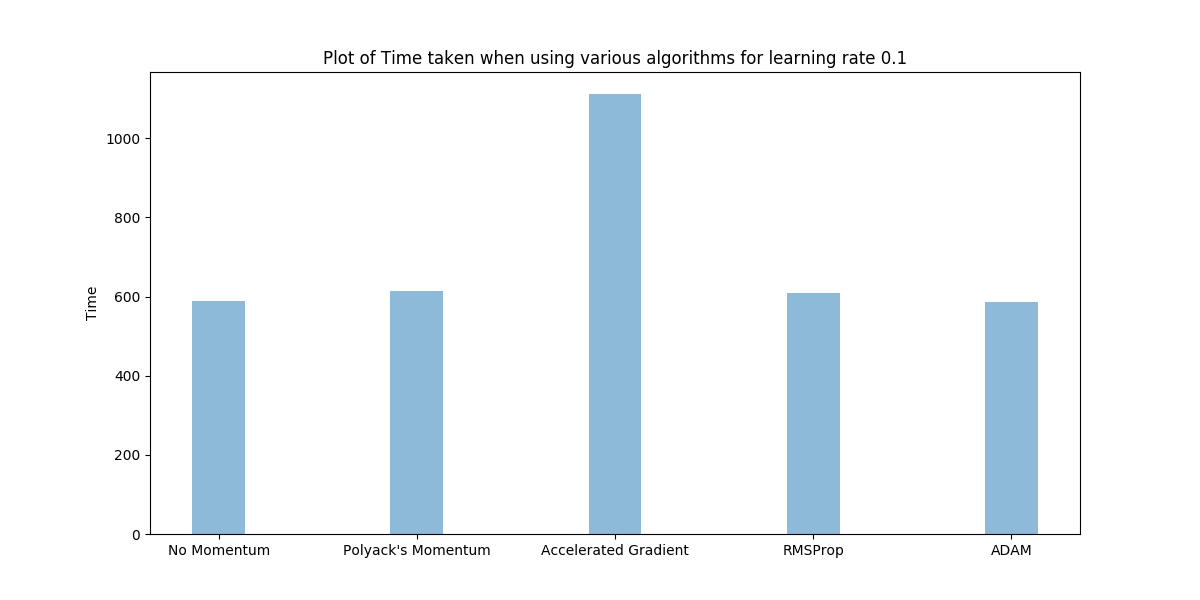 Plot of Time taken when using various algorithms for learning rate 0.1
Time
1000
800
600
400
200
0
No Momentum
Polyack's Momentum
Accelerated Gradient
RMSProp
ADAM